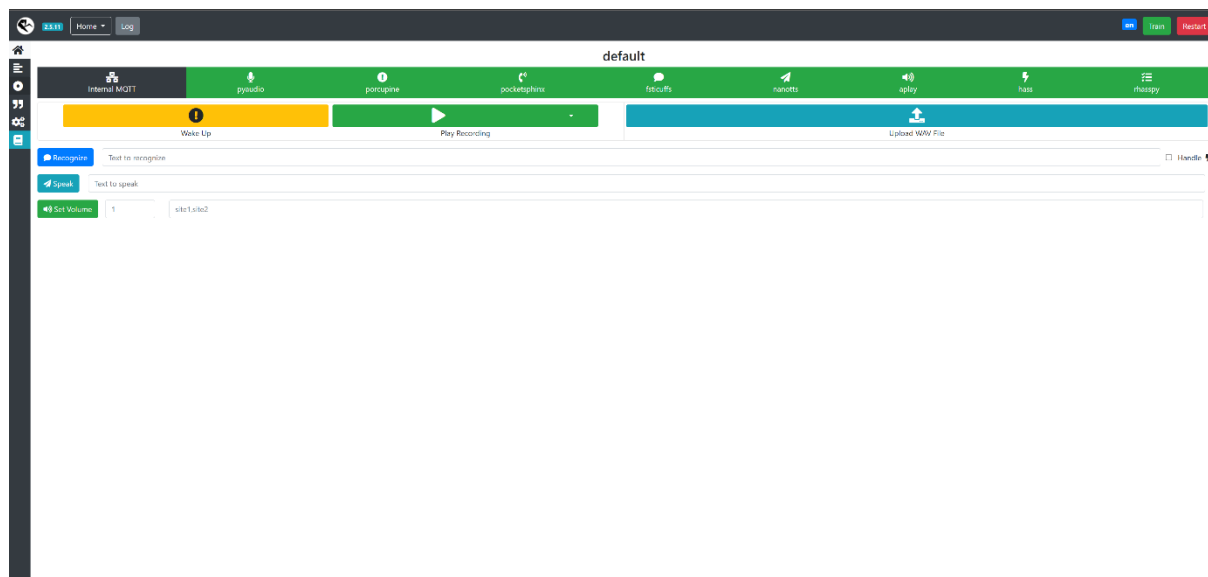 2.5.11 Home Log en Train Restart
default
Internal MQTT pyaudio porcupine pocketsphinx fsticuffs nanotts aplay hass rhasspy
Wake Up Play Recording Upload WAV File
Recognize Text to recognize Handle
Speak Text to speak
Set Volume 1 site1,site2